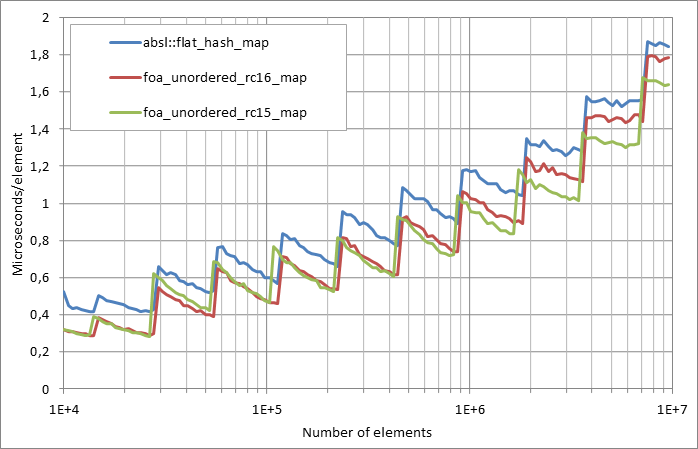 2
1,8
1,6
1,4
1,2
1
0,8
0,6
0,4
0,2
0
Microseconds/element
absl::flat_hash_map
foa_unordered_rc16_map
foa_unordered_rc15_map
1E+4
1E+5
1E+6
1E+7
Number of elements